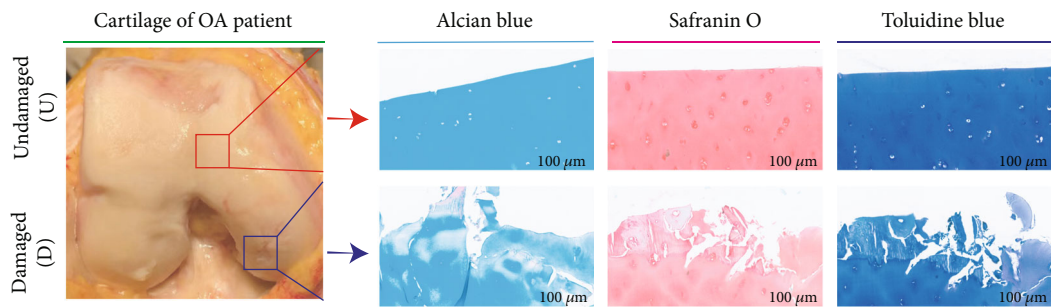 Cartilage of OA patient
Alcian blue
Safranin O
Toluidine blue
Undamaged
(U)
100 μm
100 μm
100 μm
Damaged
(D)
100 μm
100 μm
100 μm